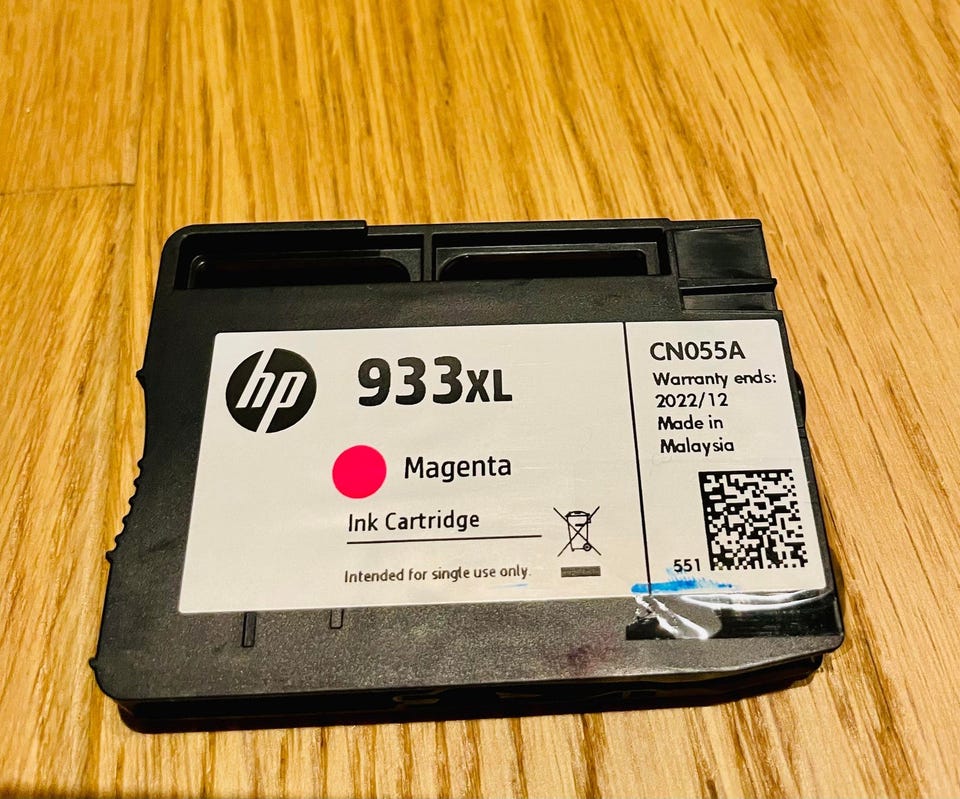 hp
933XL
Magenta
Ink Cartridge
Intended for single use only.
CN055A
Warranty ends:
2022/12
Made in
Malaysia
551